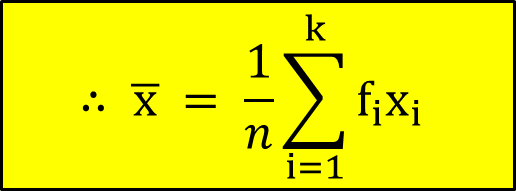 ∴ x̅ = 1/n ∑_{i=1}^{k} f_i x_i